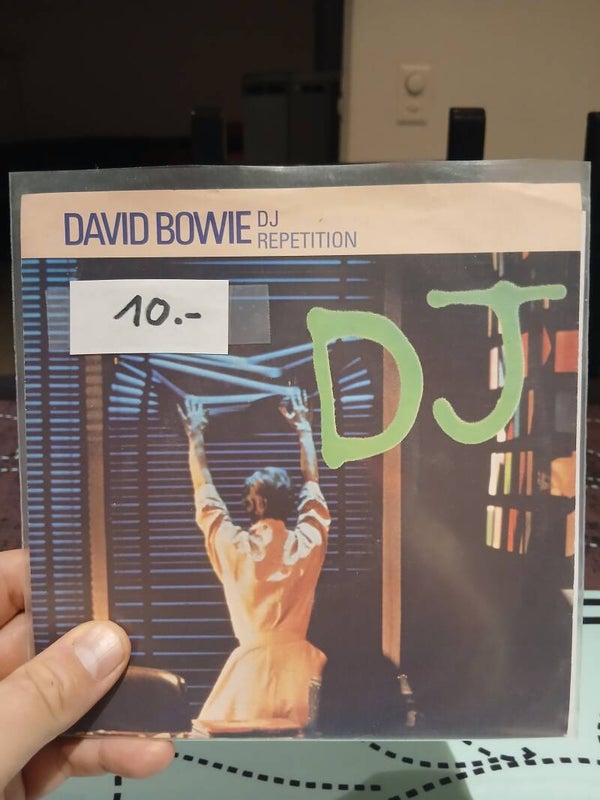 DAVID BOWIE DJ
REPETITION
10.-
DJ